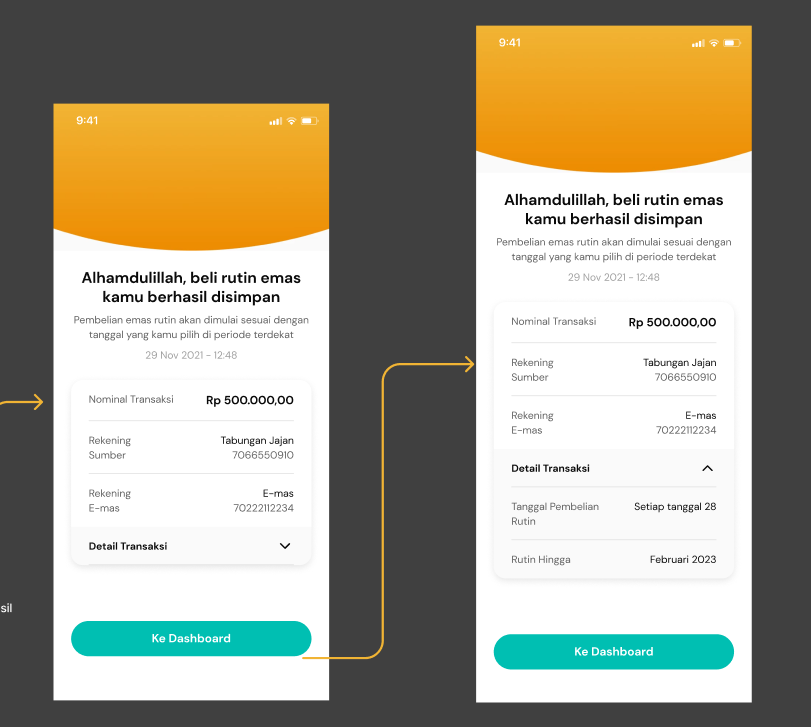 9:41
Alhamdulillah, beli rutin emas
kamu berhasil disimpan
Pembelian emas rutin akan dimulai sesuai dengan
tanggal yang kamu pilih di periode terdekat
29 Nov 2021 - 12:48
Nominal Transaksi Rp 500.000,00
Rekening Tabungan Jajan
Sumber 7066550910
Rekening E-mas
E-mas 70222112234
Detail Transaksi
Ke Dashboard
sil
9:41
Alhamdulillah, beli rutin emas
kamu berhasil disimpan
Pembelian emas rutin akan dimulai sesuai dengan
tanggal yang kamu pilih di periode terdekat
29 Nov 2021 - 12:48
Nominal Transaksi Rp 500.000,00
Rekening Tabungan Jajan
Sumber 7066550910
Rekening E-mas
E-mas 70222112234
Detail Transaksi
Tanggal Pembelian Setiap tanggal 28
Rutin
Rutin Hingga Februari 2023
Ke Dashboard